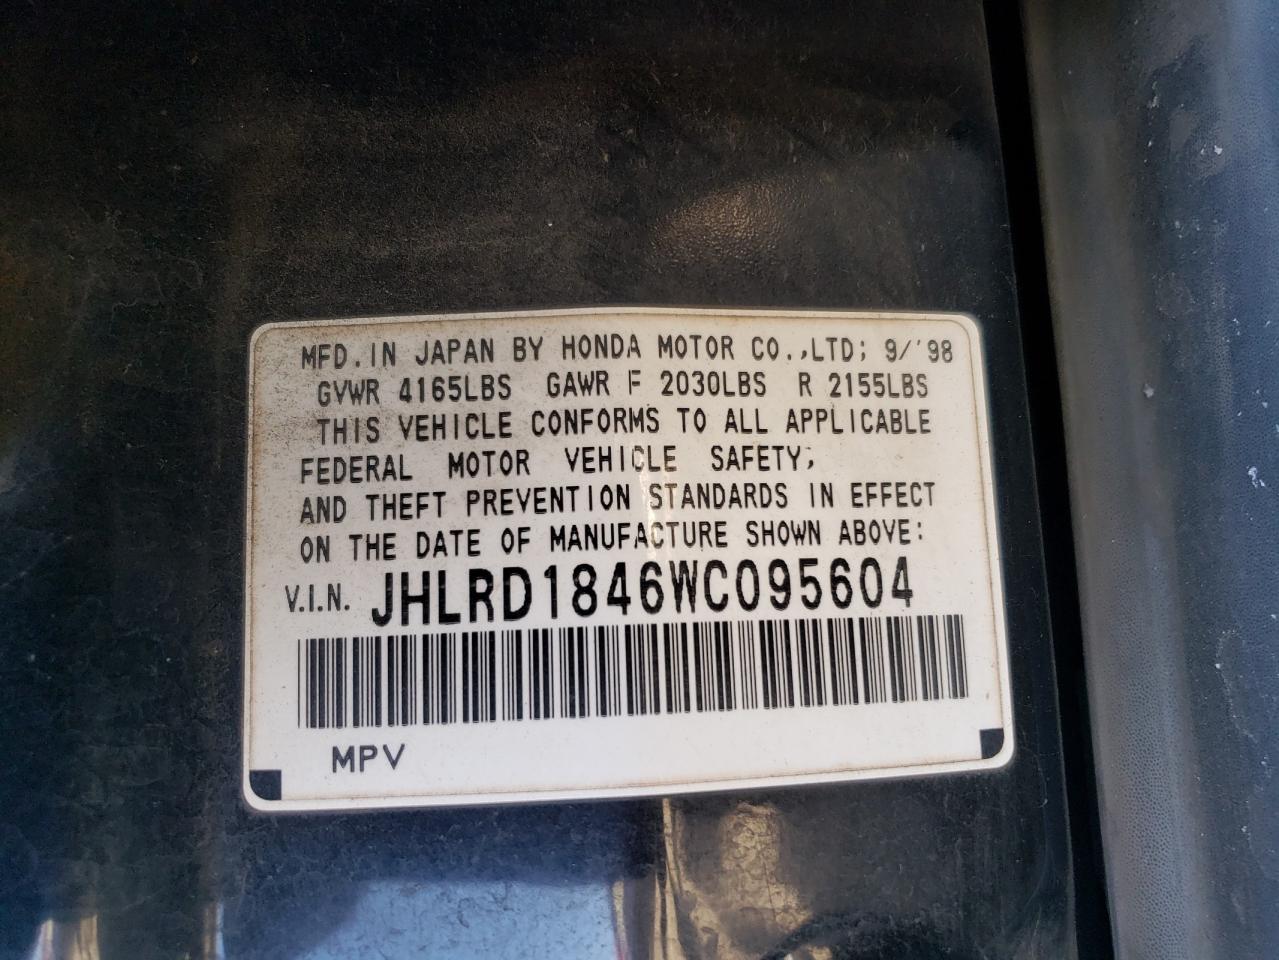 MFD. IN JAPAN BY HONDA MOTOR CO.,LTD; 9/'98
GVWR 4165LBS GAWR F 2030LBS R 2155LBS
THIS VEHICLE CONFORMS TO ALL APPLICABLE
FEDERAL MOTOR VEHICLE SAFETY,
AND THEFT PREVENTION STANDARDS IN EFFECT
ON THE DATE OF MANUFACTURE SHOWN ABOVE:
V.I.N. JHLRD1846WC095604
MPV